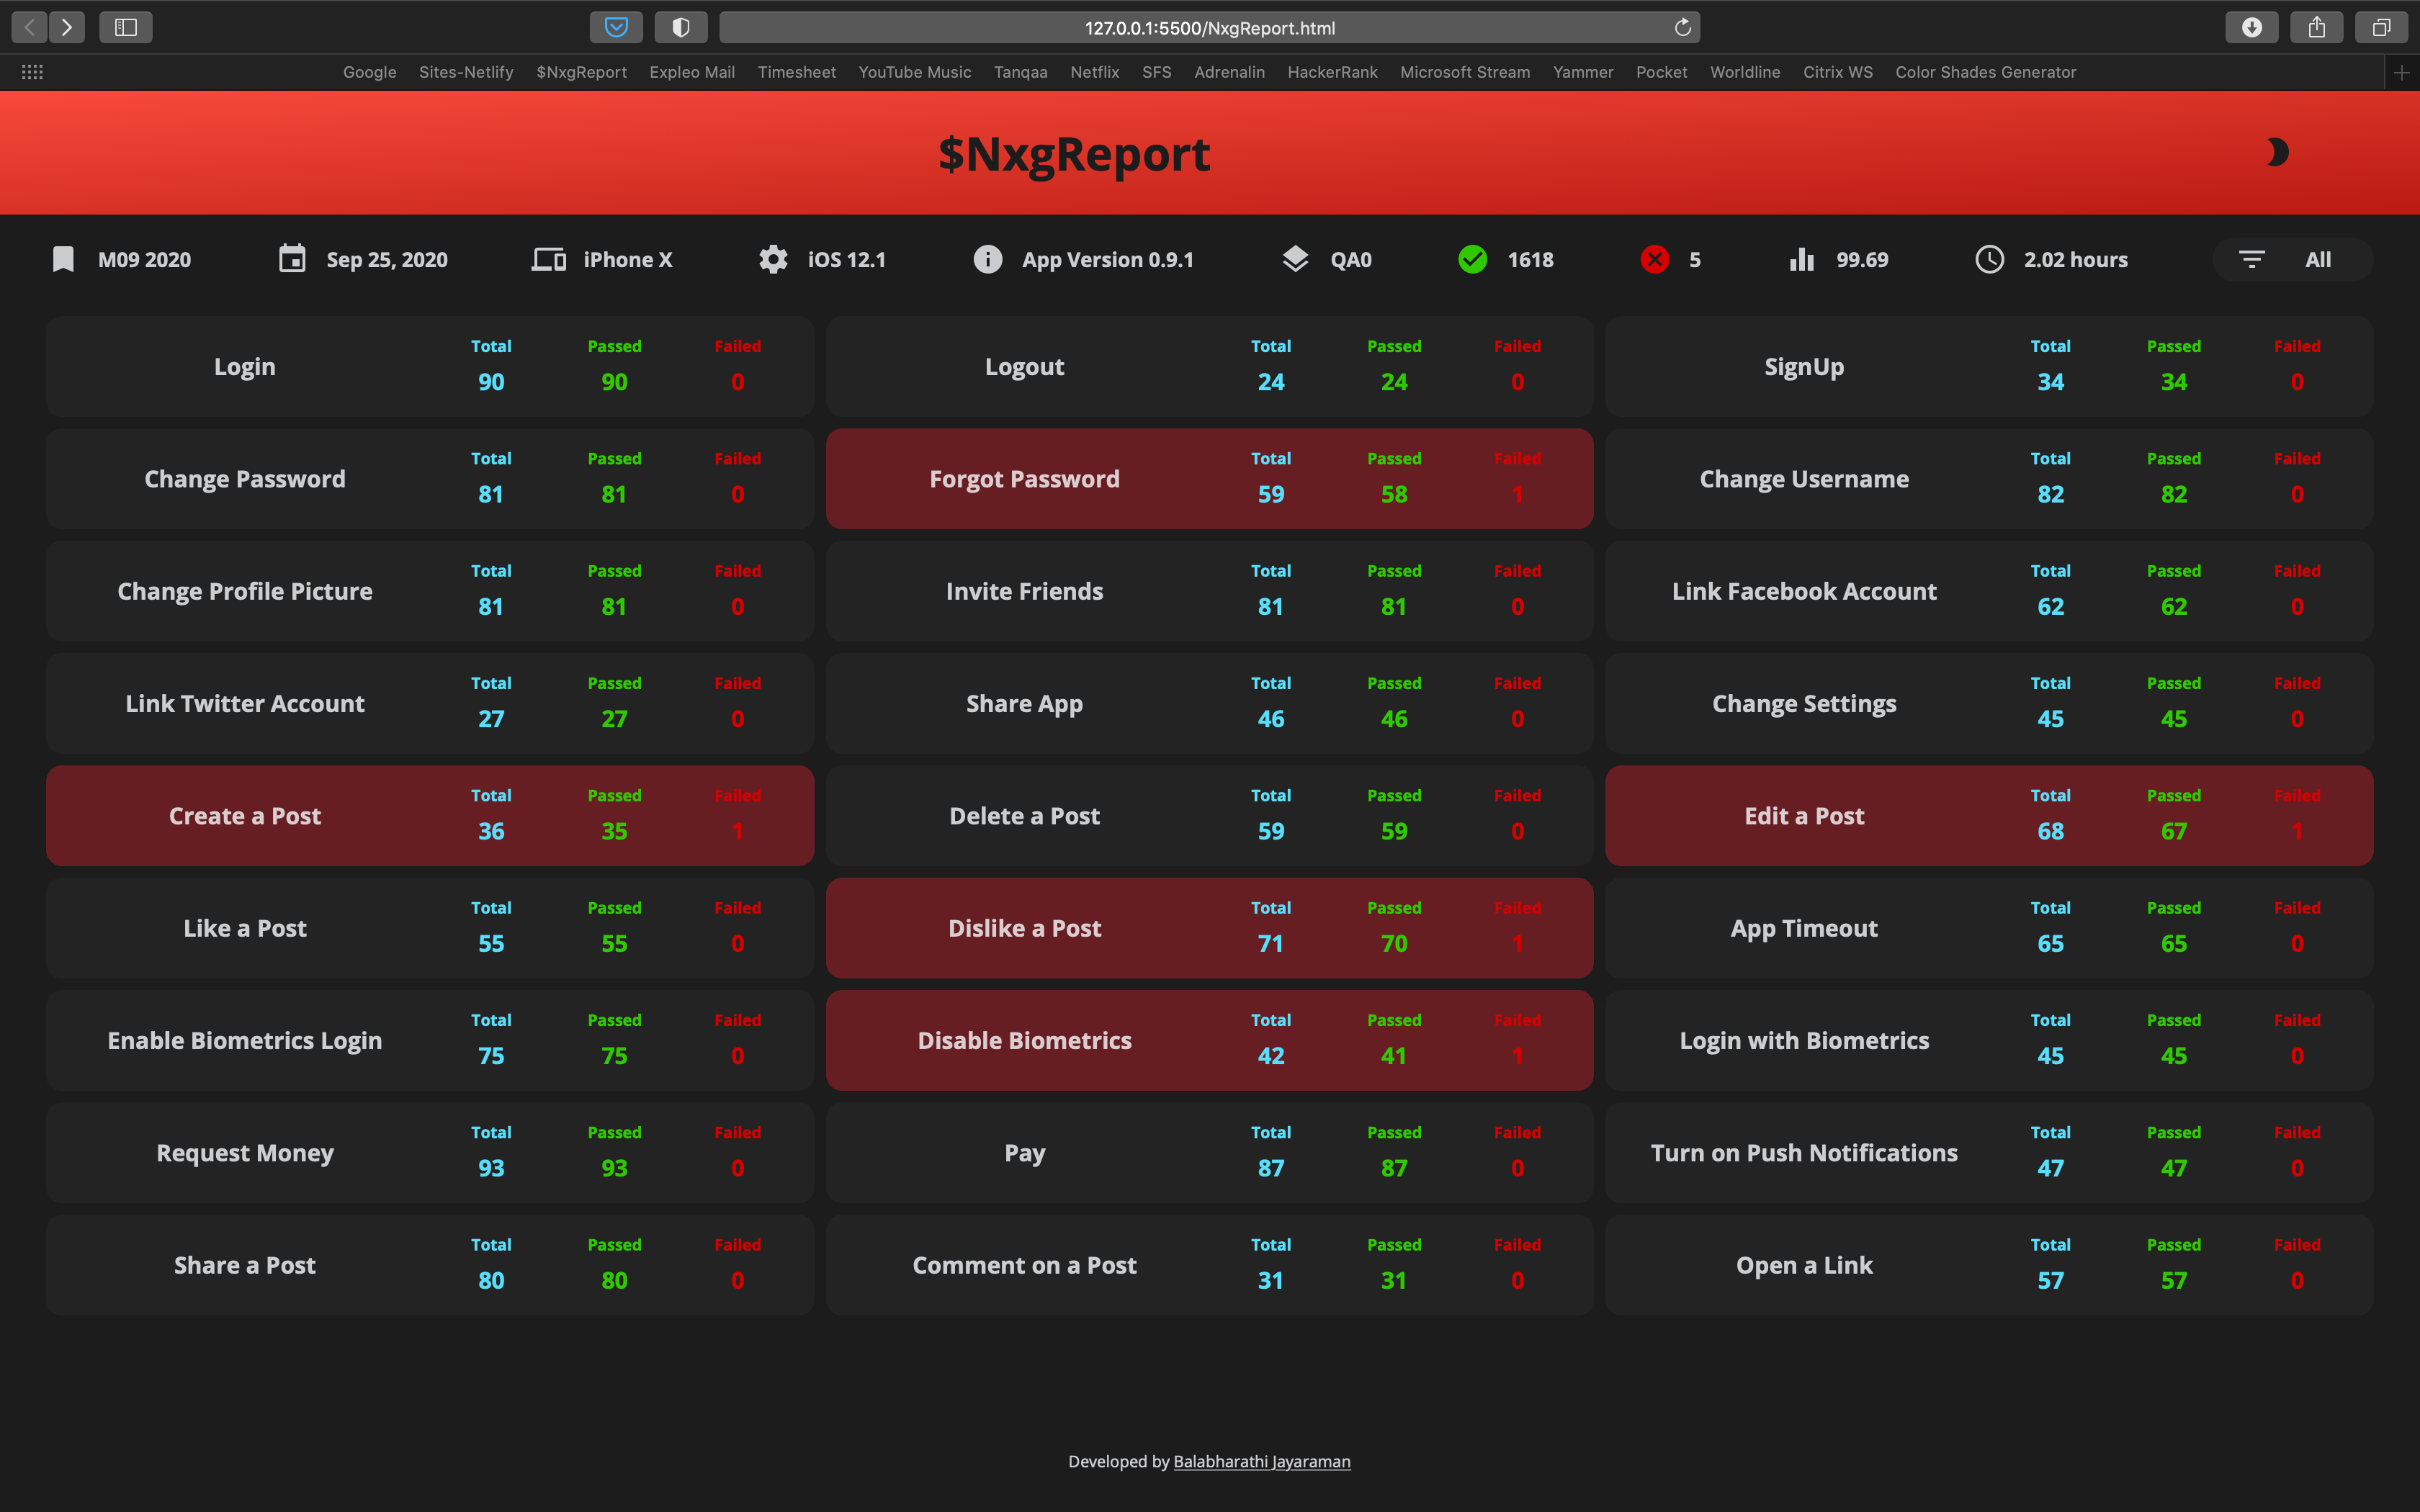 127.0.0.1:5500/NxgReport.html
Google Sites-Netlify $NxgReport Expleo Mail Timesheet YouTube Music Tanqaa Netflix SFS Adrenalin HackerRank Microsoft Stream Yammer Pocket Worldline Citrix WS Color Shades Generator
$NxgReport
M09 2020 Sep 25, 2020 iPhone X iOS 12.1 App Version 0.9.1 QA0 1618 5 99.69 2.02 hours All
Login Total 90 Passed 90 Failed 0
Logout Total 24 Passed 24 Failed 0
SignUp Total 34 Passed 34 Failed 0
Change Password Total 81 Passed 81 Failed 0
Forgot Password Total 59 Passed 58 Failed 1
Change Username Total 82 Passed 82 Failed 0
Change Profile Picture Total 81 Passed 81 Failed 0
Invite Friends Total 81 Passed 81 Failed 0
Link Facebook Account Total 62 Passed 62 Failed 0
Link Twitter Account Total 27 Passed 27 Failed 0
Share App Total 46 Passed 46 Failed 0
Change Settings Total 45 Passed 45 Failed 0
Create a Post Total 36 Passed 35 Failed 1
Delete a Post Total 59 Passed 59 Failed 0
Edit a Post Total 68 Passed 67 Failed 1
Like a Post Total 55 Passed 55 Failed 0
Dislike a Post Total 71 Passed 70 Failed 1
App Timeout Total 65 Passed 65 Failed 0
Enable Biometrics Login Total 75 Passed 75 Failed 0
Disable Biometrics Total 42 Passed 41 Failed 1
Login with Biometrics Total 45 Passed 45 Failed 0
Request Money Total 93 Passed 93 Failed 0
Pay Total 87 Passed 87 Failed 0
Turn on Push Notifications Total 47 Passed 47 Failed 0
Share a Post Total 80 Passed 80 Failed 0
Comment on a Post Total 31 Passed 31 Failed 0
Open a Link Total 57 Passed 57 Failed 0
Developed by Balabharathi Jayaraman